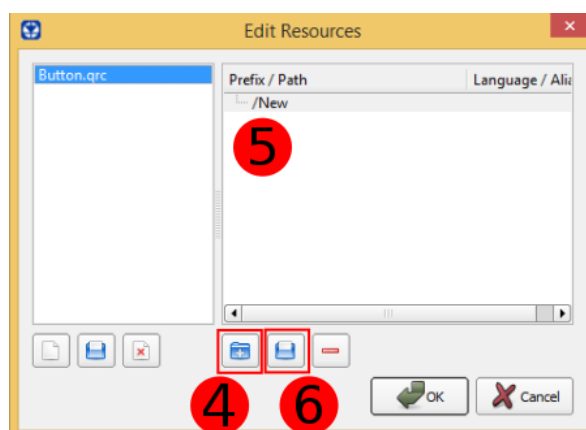 Edit Resources
Button.qrc
Prefix / Path
Language / Alia
/New
5
4
6
OK
Cancel